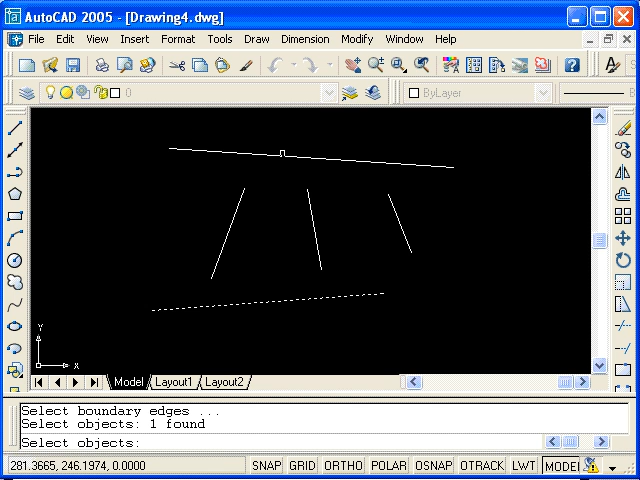 AutoCAD 2005 - [Drawing4.dwg]
File Edit View Insert Format Tools Draw Dimension Modify Window Help
0 ByLayer
Y
X
Model Layout1 Layout2
Select boundary edges ...
Select objects: 1 found
Select objects:
281.3665, 246.1974, 0.0000 SNAP GRID ORTHO POLAR OSNAP OTRACK LWT MODEL